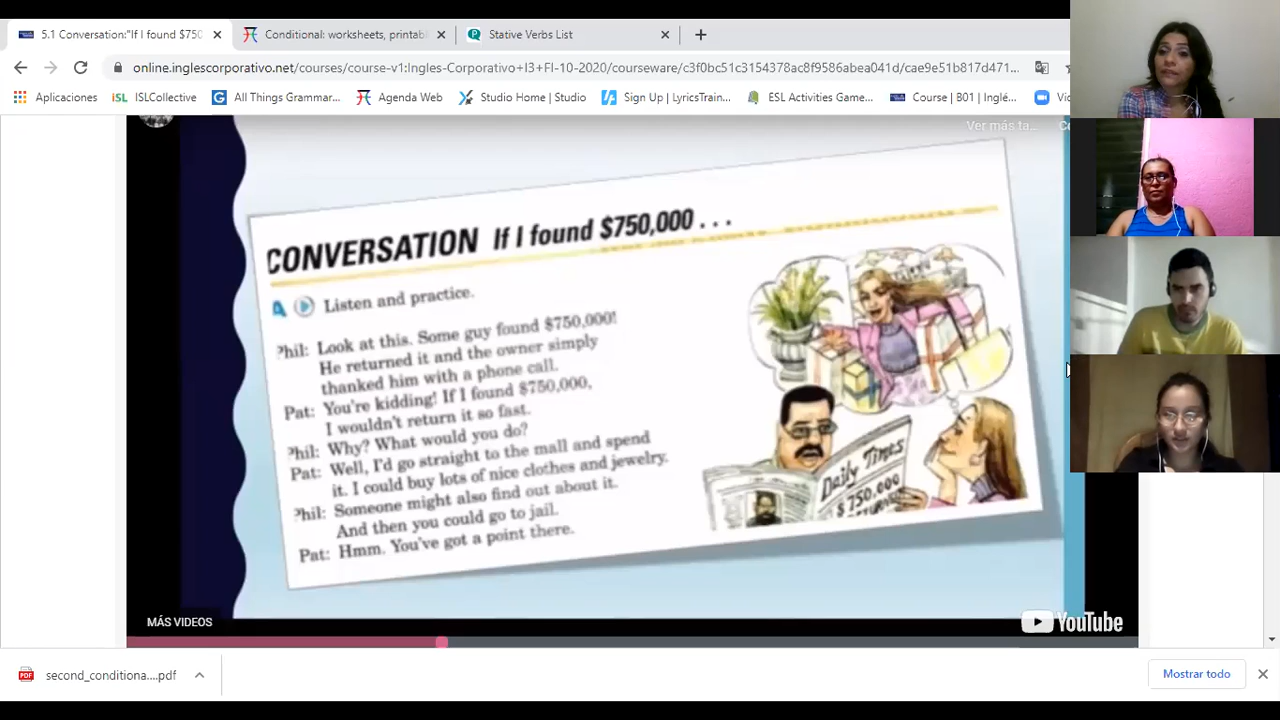 5.1 Conversation:"If I found $750
Conditional: worksheets, printabl
Stative Verbs List
online.inglescorporativo.net/courses/course-v1:Ingles-Corporativo+I3+FI-10-2020/courseware/c3f0bc51c3154378ac8f9586abea041d/cae9e51b817d471...
Aplicaciones
iSL ISLCollective
All Things Grammar...
Agenda Web
Studio Home | Studio
Sign Up | LyricsTrain...
ESL Activities Game...
Course | B01 | Inglé...
Ver más ta...
CONVERSATION If I found $750,000 . . .
A Listen and practice.
Phil: Look at this. Some guy found $750,000!
He returned it and the owner simply
thanked him with a phone call.
Pat: You're kidding! If I found $750,000,
I wouldn't return it so fast.
Phil: Why? What would you do?
Pat: Well, I'd go straight to the mall and spend
it. I could buy lots of nice clothes and jewelry.
Phil: Someone might also find out about it.
And then you could go to jail.
Pat: Hmm. You've got a point there.
Daily Times
$750,000
MÁS VIDEOS
YouTube
PDF
second_conditiona....pdf
Mostrar todo